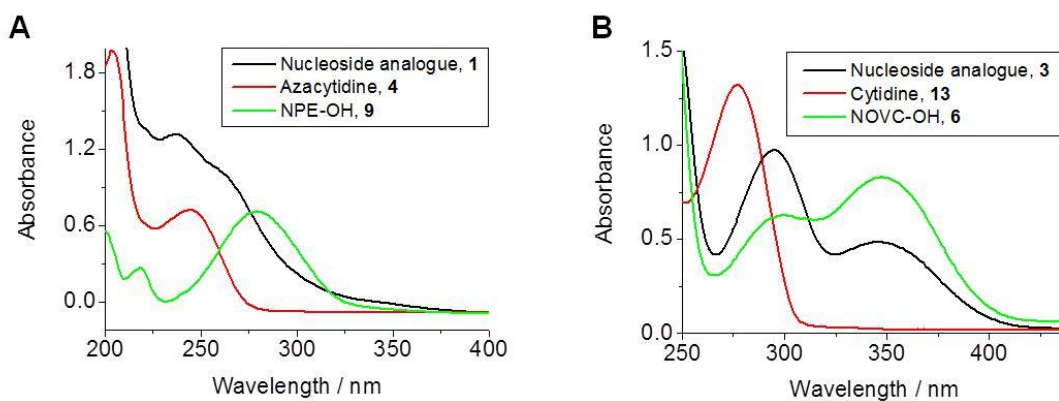 A
Absorbance
1.8
1.2
0.6
0.0
200
250
300
350
400
Wavelength / nm
Nucleoside analogue, 1
Azacytidine, 4
NPE-OH, 9
B
Absorbance
1.5
1.0
0.5
0.0
250
300
350
400
Wavelength / nm
Nucleoside analogue, 3
Cytidine, 13
NOVC-OH, 6